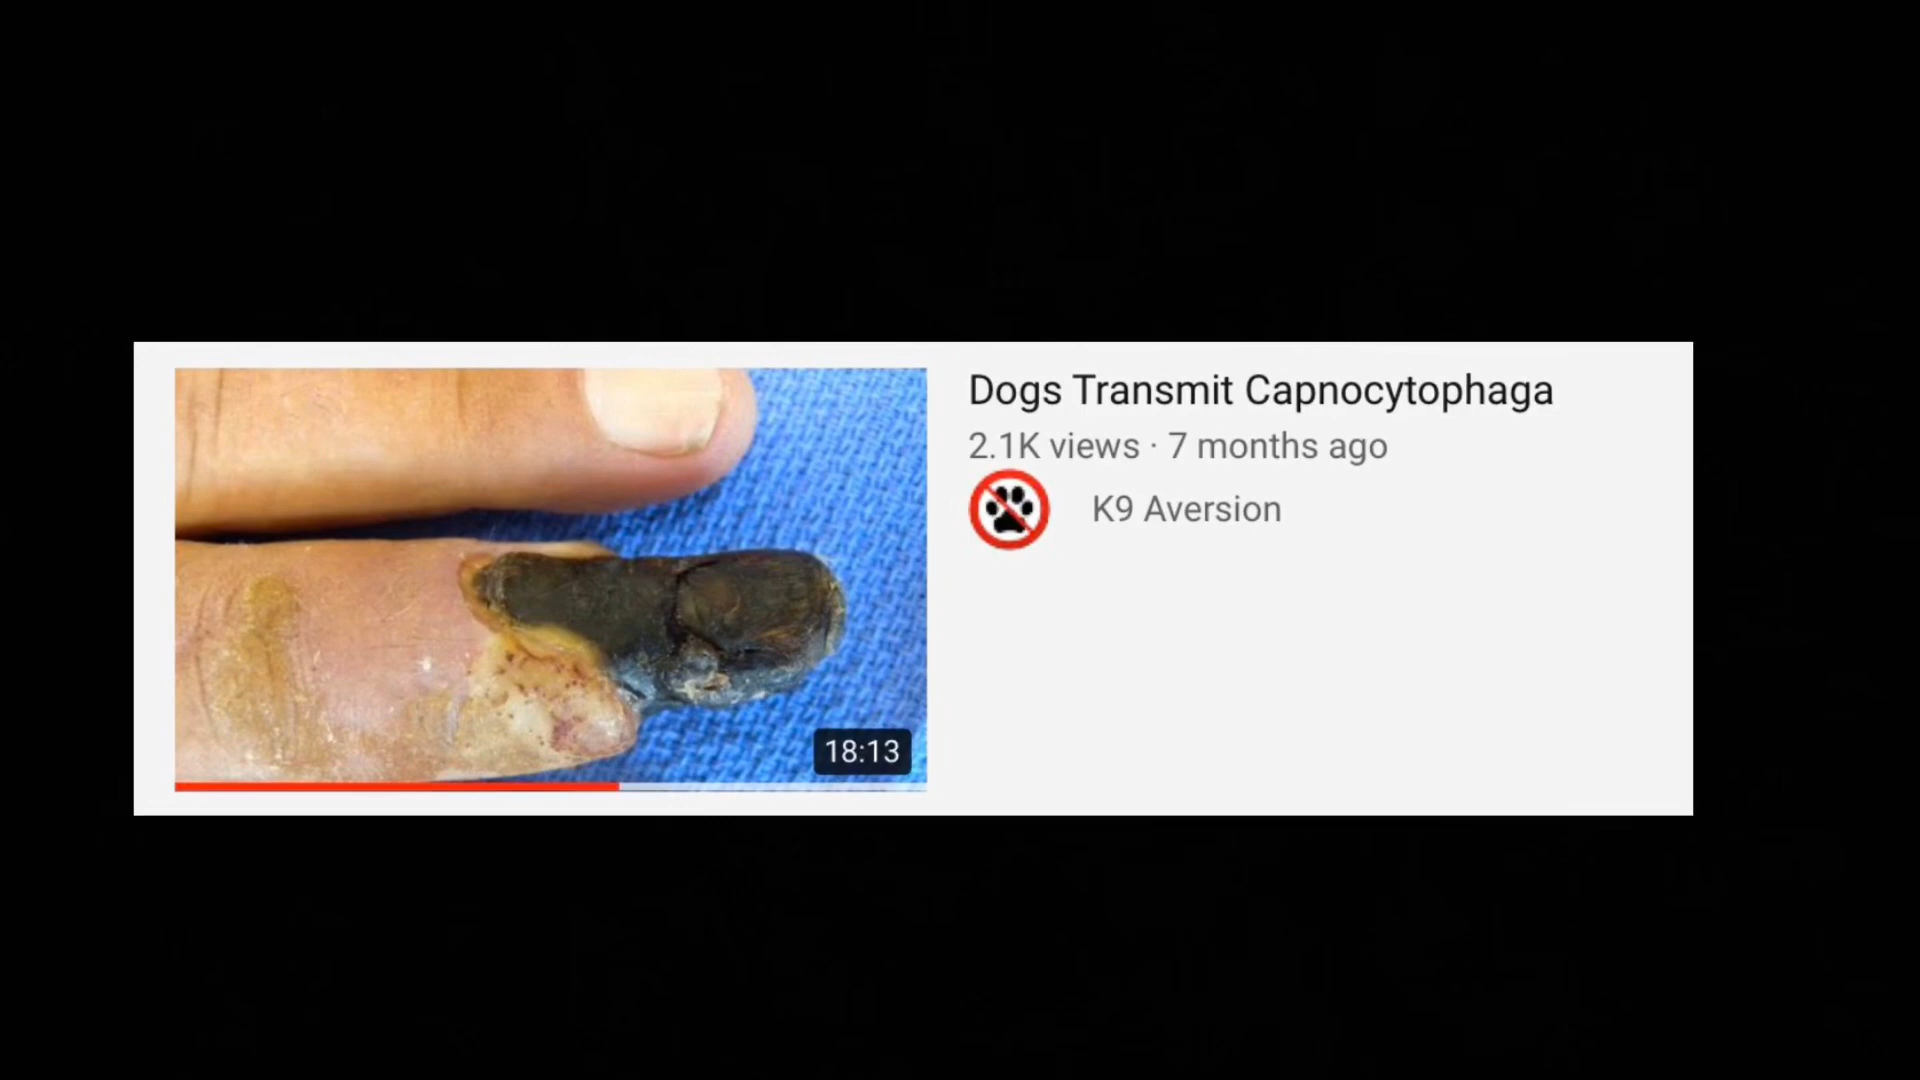 Dogs Transmit Capnocytophaga
2.1K views · 7 months ago
K9 Aversion
18:13